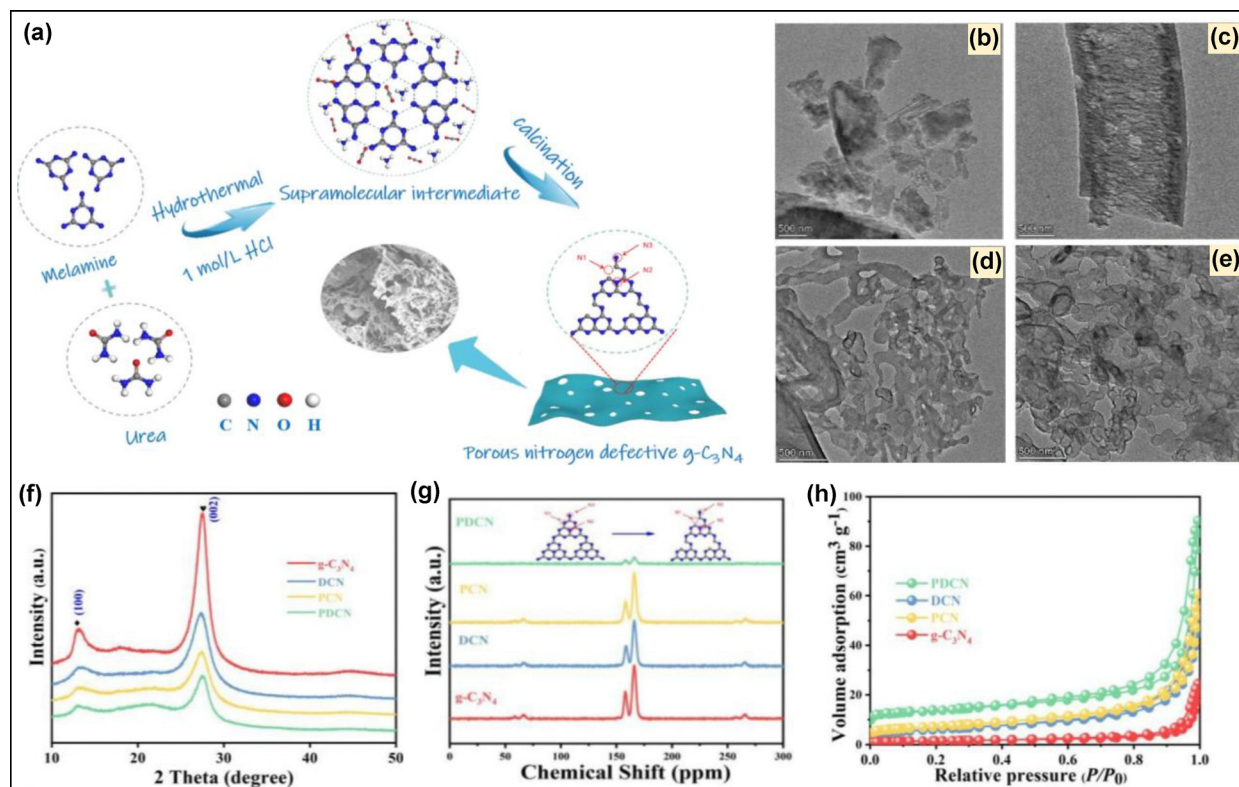 (a)
Melamine
+
Urea
Hydrothermal
1 mol/L HCl
Supramolecular intermediate
calcination
C N O H
N1
N2
N3
Porous nitrogen defective g-C₃N₄
(b)
500 nm
(c)
500 nm
(d)
500 nm
(e)
500 nm
(f)
Intensity (a.u.)
(100)
(002)
g-C₃N₄
DCN
PCN
PDCN
10 20 30 40 50
2 Theta (degree)
(g)
Intensity (a.u.)
PDCN
PCN
DCN
g-C₃N₄
0 50 100 150 200 250 300
Chemical Shift (ppm)
(h)
Volume adsorption (cm³ g⁻¹)
100
80
60
40
20
0
PDCN
DCN
PCN
g-C₃N₄
0.0 0.2 0.4 0.6 0.8 1.0
Relative pressure (P/P₀)